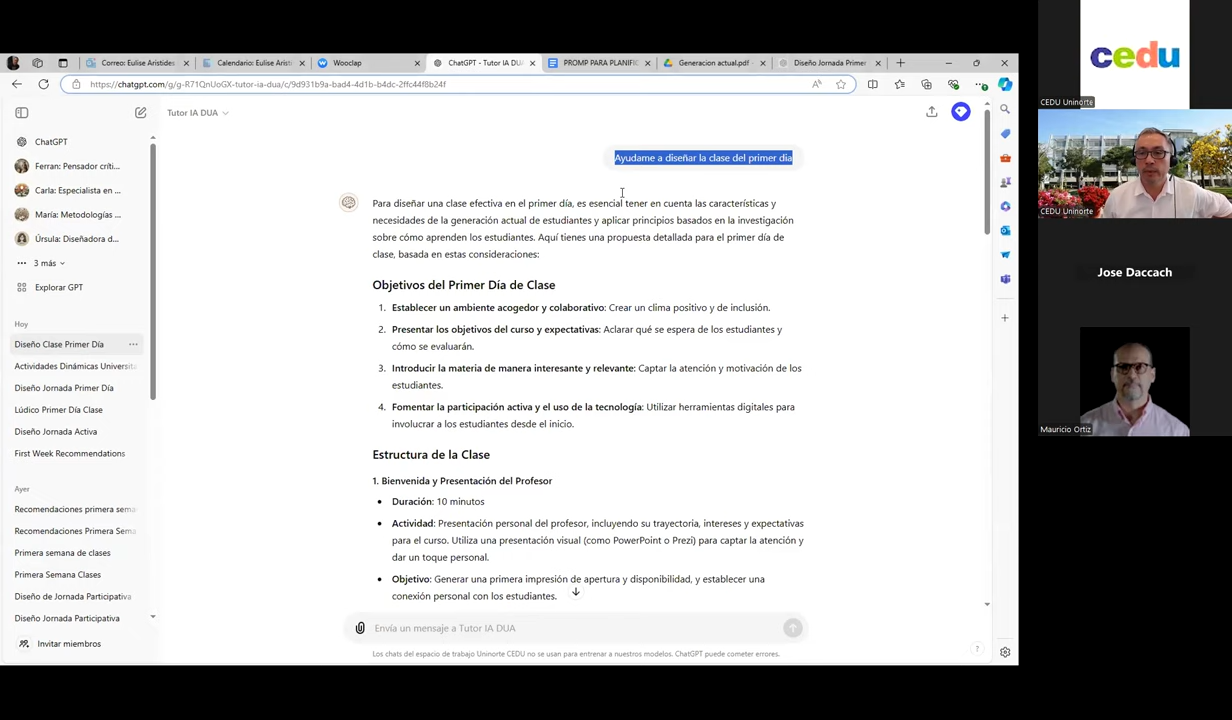 Correo: Eulise Aristides
Calendario: Eulise Arist
Wooclap
ChatGPT - Tutor IA DUA
PROMP PARA PLANIFIC
Generacion actual.pdf
Diseño Jornada Primer
https://chatgpt.com/g/g-R71QnUoGX-tutor-ia-dua/c/9d931b9a-bad4-4d1b-b4dc-2ffc44f8b24f
ChatGPT
Ferran: Pensador críti...
Carla: Especialista en ...
María: Metodologías ...
Úrsula: Diseñadora d...
3 más
Explorar GPT
Hoy
Diseño Clase Primer Día
Actividades Dinámicas Universita
Diseño Jornada Primer Día
Lúdico Primer Día Clase
Diseño Jornada Activa
First Week Recommendations
Ayer
Recomendaciones primera sema
Recomendaciones Primera Sema
Primera semana de clases
Primera Semana Clases
Diseño de Jornada Participativa
Diseño Jornada Participativa
Invitar miembros
Tutor IA DUA
Ayudame a diseñar la clase del primer dia
Para diseñar una clase efectiva en el primer día, es esencial tener en cuenta las características y
necesidades de la generación actual de estudiantes y aplicar principios basados en la investigación
sobre cómo aprenden los estudiantes. Aquí tienes una propuesta detallada para el primer día de
clase, basada en estas consideraciones:
Objetivos del Primer Día de Clase
1. Establecer un ambiente acogedor y colaborativo: Crear un clima positivo y de inclusión.
2. Presentar los objetivos del curso y expectativas: Aclarar qué se espera de los estudiantes y
cómo se evaluarán.
3. Introducir la materia de manera interesante y relevante: Captar la atención y motivación de los
estudiantes.
4. Fomentar la participación activa y el uso de la tecnología: Utilizar herramientas digitales para
involucrar a los estudiantes desde el inicio.
Estructura de la Clase
1. Bienvenida y Presentación del Profesor
• Duración: 10 minutos
• Actividad: Presentación personal del profesor, incluyendo su trayectoria, intereses y expectativas
para el curso. Utiliza una presentación visual (como PowerPoint o Prezi) para captar la atención y
dar un toque personal.
• Objetivo: Generar una primera impresión de apertura y disponibilidad, y establecer una
conexión personal con los estudiantes.
Envía un mensaje a Tutor IA DUA
Los chats del espacio de trabajo Uninorte CEDU no se usan para entrenar a nuestros modelos. ChatGPT puede cometer errores.
cedu
CEDU Uninorte
CEDU Uninorte
Jose Daccach
Mauricio Ortiz